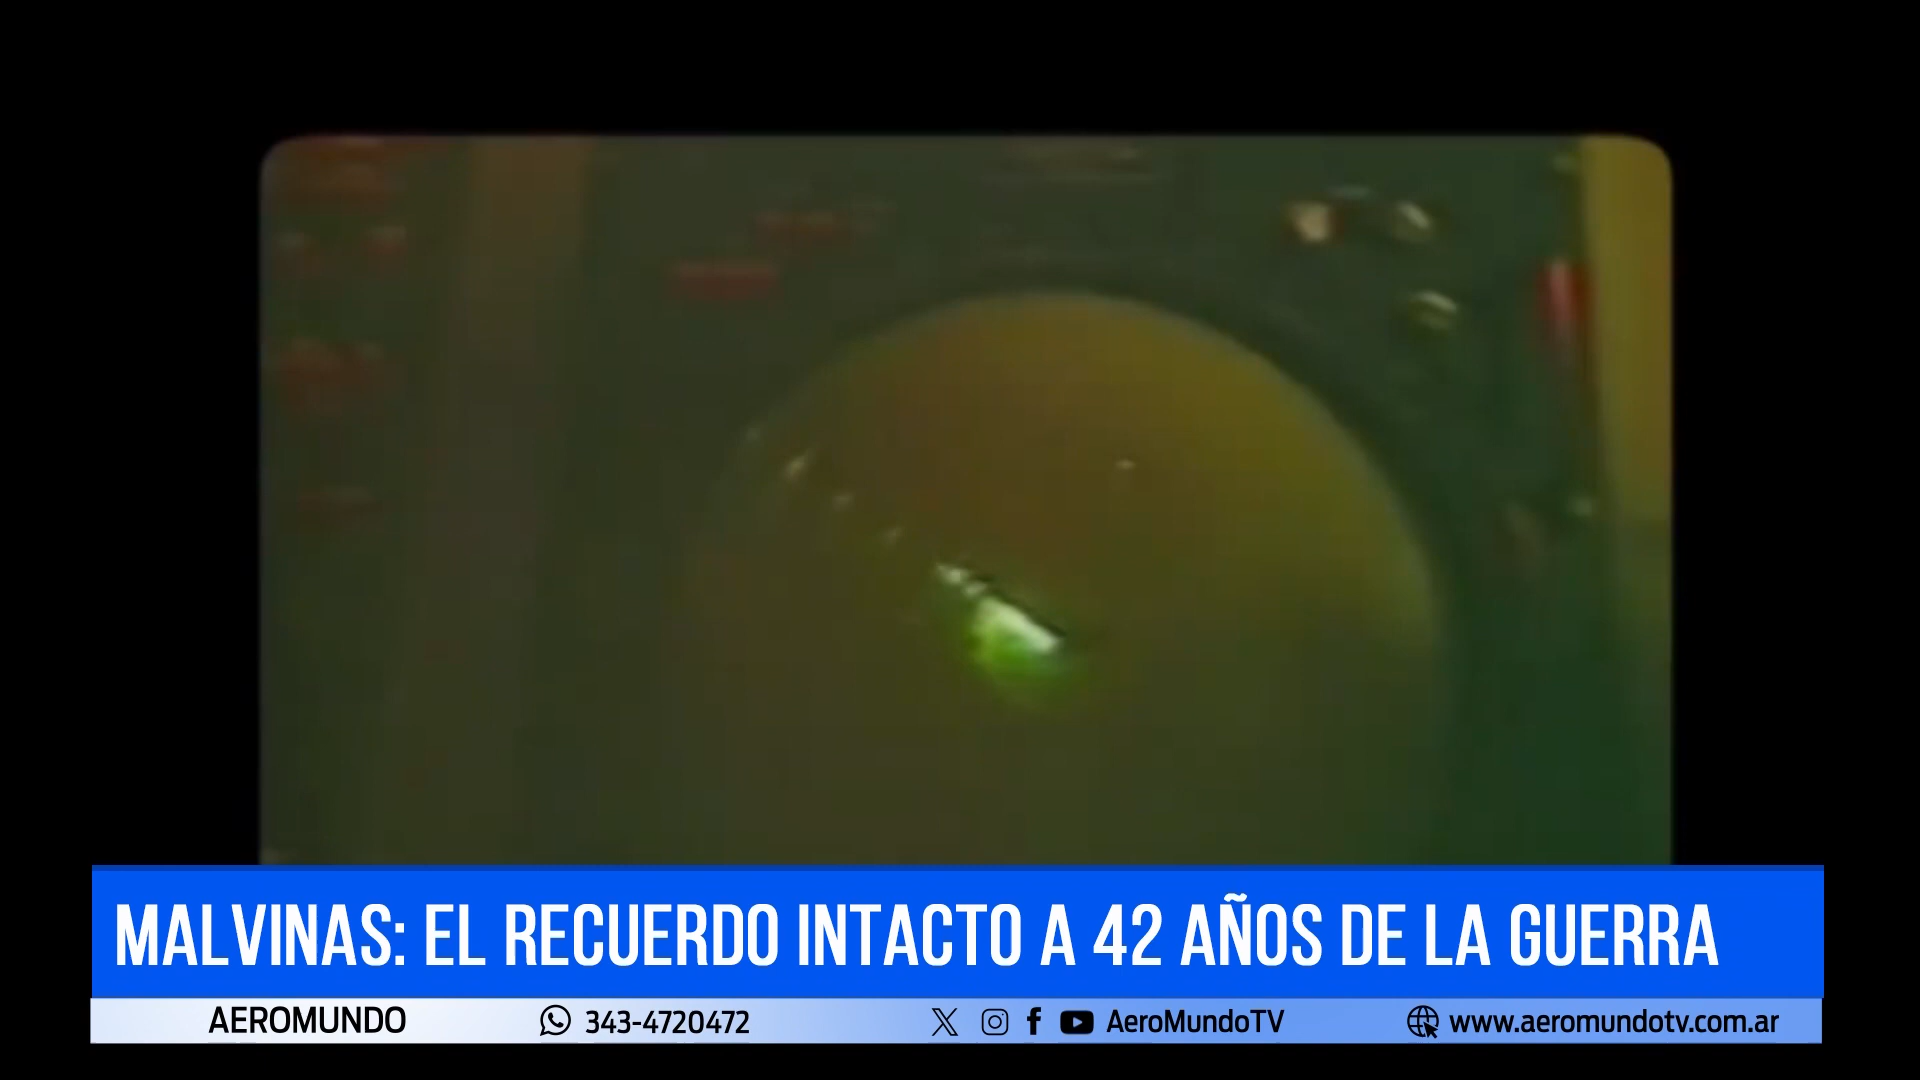 MALVINAS: EL RECUERDO INTACTO A 42 AÑOS DE LA GUERRA
AEROMUNDO 343-4720472 AeroMundoTV www.aeromundotv.com.ar